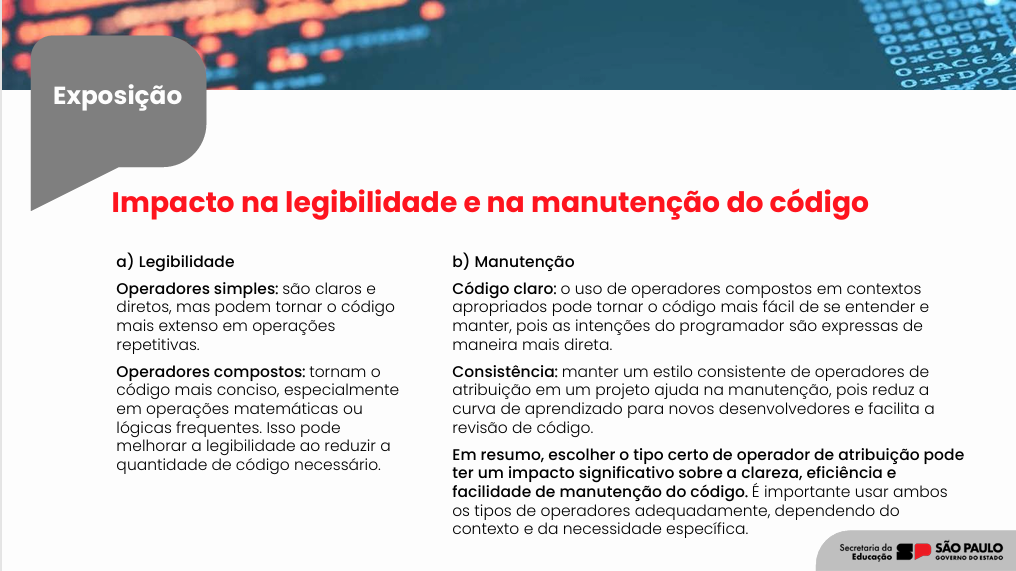 0x40C9
0xEE5A
0xC9474
0xAC64
0xFD0
Exposição
Impacto na legibilidade e na manutenção do código
a) Legibilidade
Operadores simples: são claros e
diretos, mas podem tornar o código
mais extenso em operações
repetitivas.
Operadores compostos: tornam o
código mais conciso, especialmente
em operações matemáticas ou
lógicas frequentes. Isso pode
melhorar a legibilidade ao reduzir a
quantidade de código necessário.
b) Manutenção
Código claro: o uso de operadores compostos em contextos
apropriados pode tornar o código mais fácil de se entender e
manter, pois as intenções do programador são expressas de
maneira mais direta.
Consistência: manter um estilo consistente de operadores de
atribuição em um projeto ajuda na manutenção, pois reduz a
curva de aprendizado para novos desenvolvedores e facilita a
revisão de código.
Em resumo, escolher o tipo certo de operador de atribuição pode
ter um impacto significativo sobre a clareza, eficiência e
facilidade de manutenção do código. É importante usar ambos
os tipos de operadores adequadamente, dependendo do
contexto e da necessidade específica.
Secretaria da
Educação
SP
SÃO PAULO
GOVERNO DO ESTADO